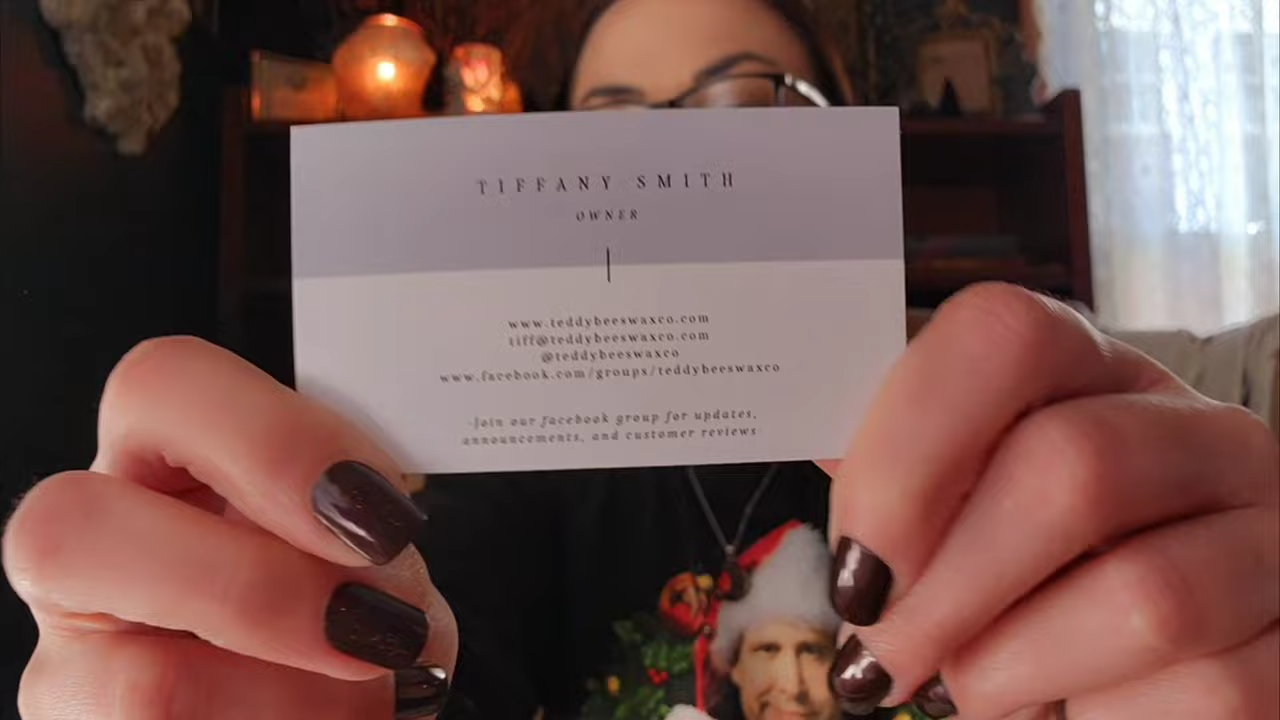 TIFFANY SMITH
OWNER
www.teddybeeswaxco.com
tiff@teddybeeswaxco.com
@teddybeeswaxco
www.facebook.com/groups/teddybeeswaxco
-Join our facebook group for updates,
announcements, and customer reviews-